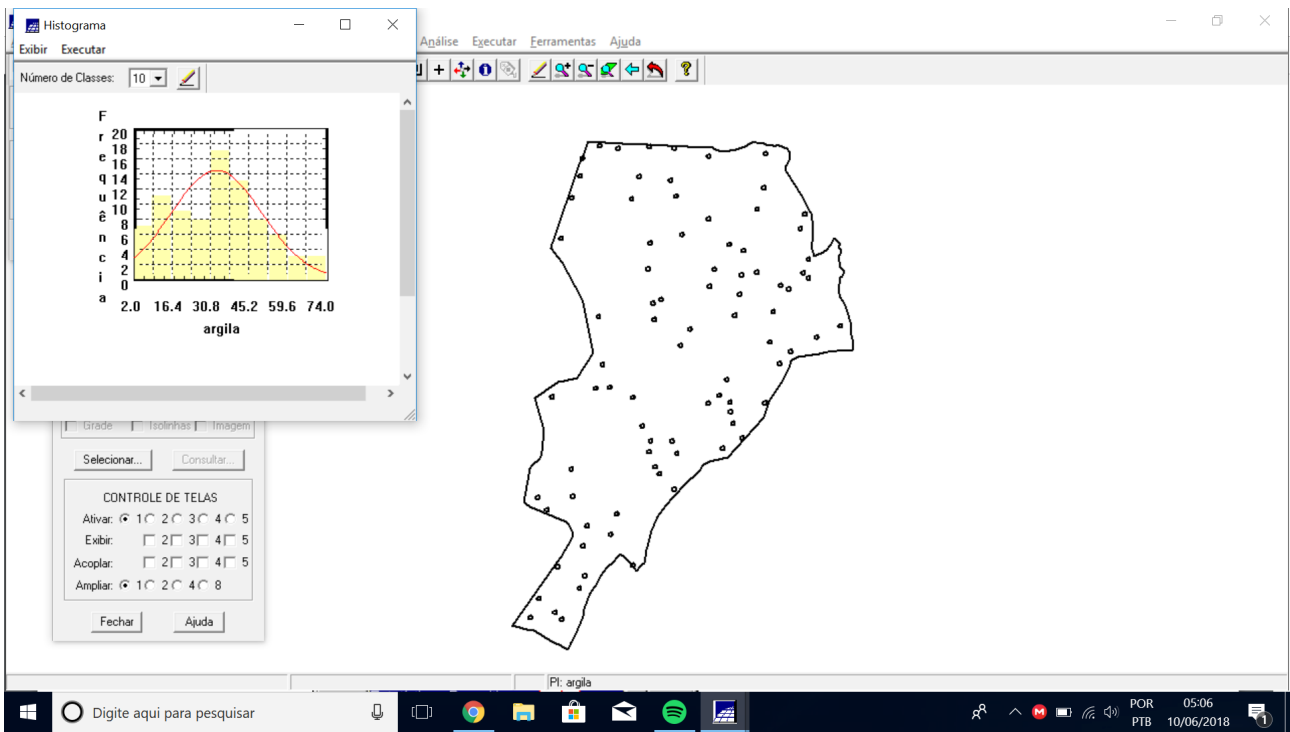 Histograma
Exibir Executar
Número de Classes: 10
Frequência
20
18
16
14
12
10
8
6
4
2
0
2.0 16.4 30.8 45.2 59.6 74.0
argila
Análise Executar Ferramentas Ajuda
Grade Isolinhas Imagem
Selecionar... Consultar...
CONTROLE DE TELAS
Ativar: 1 2 3 4 5
Exibir: 2 3 4 5
Acoplar: 2 3 4 5
Ampliar: 1 2 4 8
Fechar Ajuda
PI: argila
Digite aqui para pesquisar
POR
PTB
05:06
10/06/2018
1